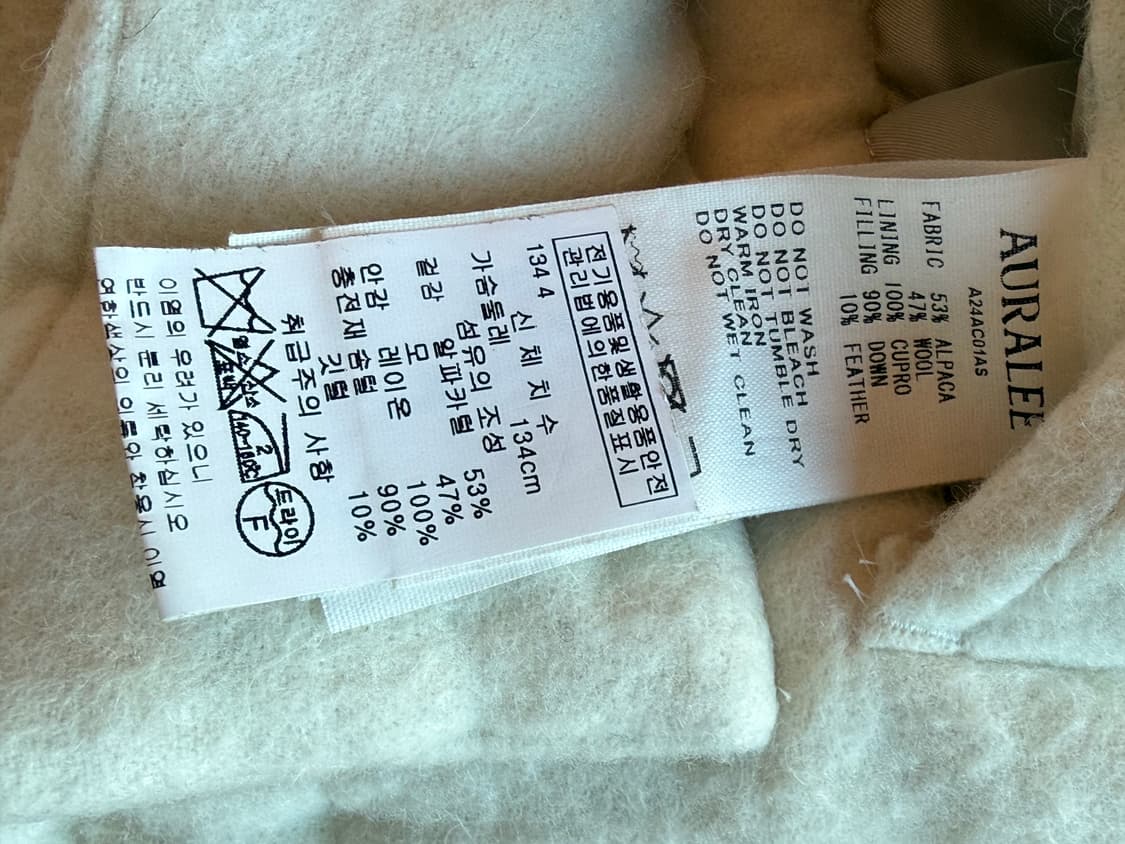 AURALEE
A24AC01AS
FABRIC 53% ALPACA
47% WOOL
LINING 100% CUPRO
FILLING 90% DOWN
10% FEATHER
DO NOT WASH
DO NOT BLEACH
DO NOT TUMBLE DRY
WARM IRON
DRY CLEAN
DO NOT WET CLEAN
전기용품및생활용품안전
관리법에의한품질표시
134 4
신 체 치 수
가슴둘레 134cm
섬유의 조성
겉감 알파카털 53%
모 47%
안감 레이온 100%
충전재 솜털 90%
깃털 10%
취급주의 사항
2
드라이
F
이염의 우려가 있으니
반드시 분리 세탁하십시오